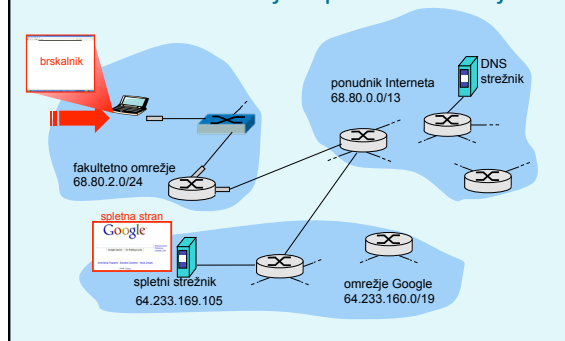 brskalnik
DNS
strežnik
ponudnik Interneta
68.80.0.0/13
fakultetno omrežje
68.80.2.0/24
spletna stran
Google
spletni strežnik
64.233.169.105
omrežje Google
64.233.160.0/19